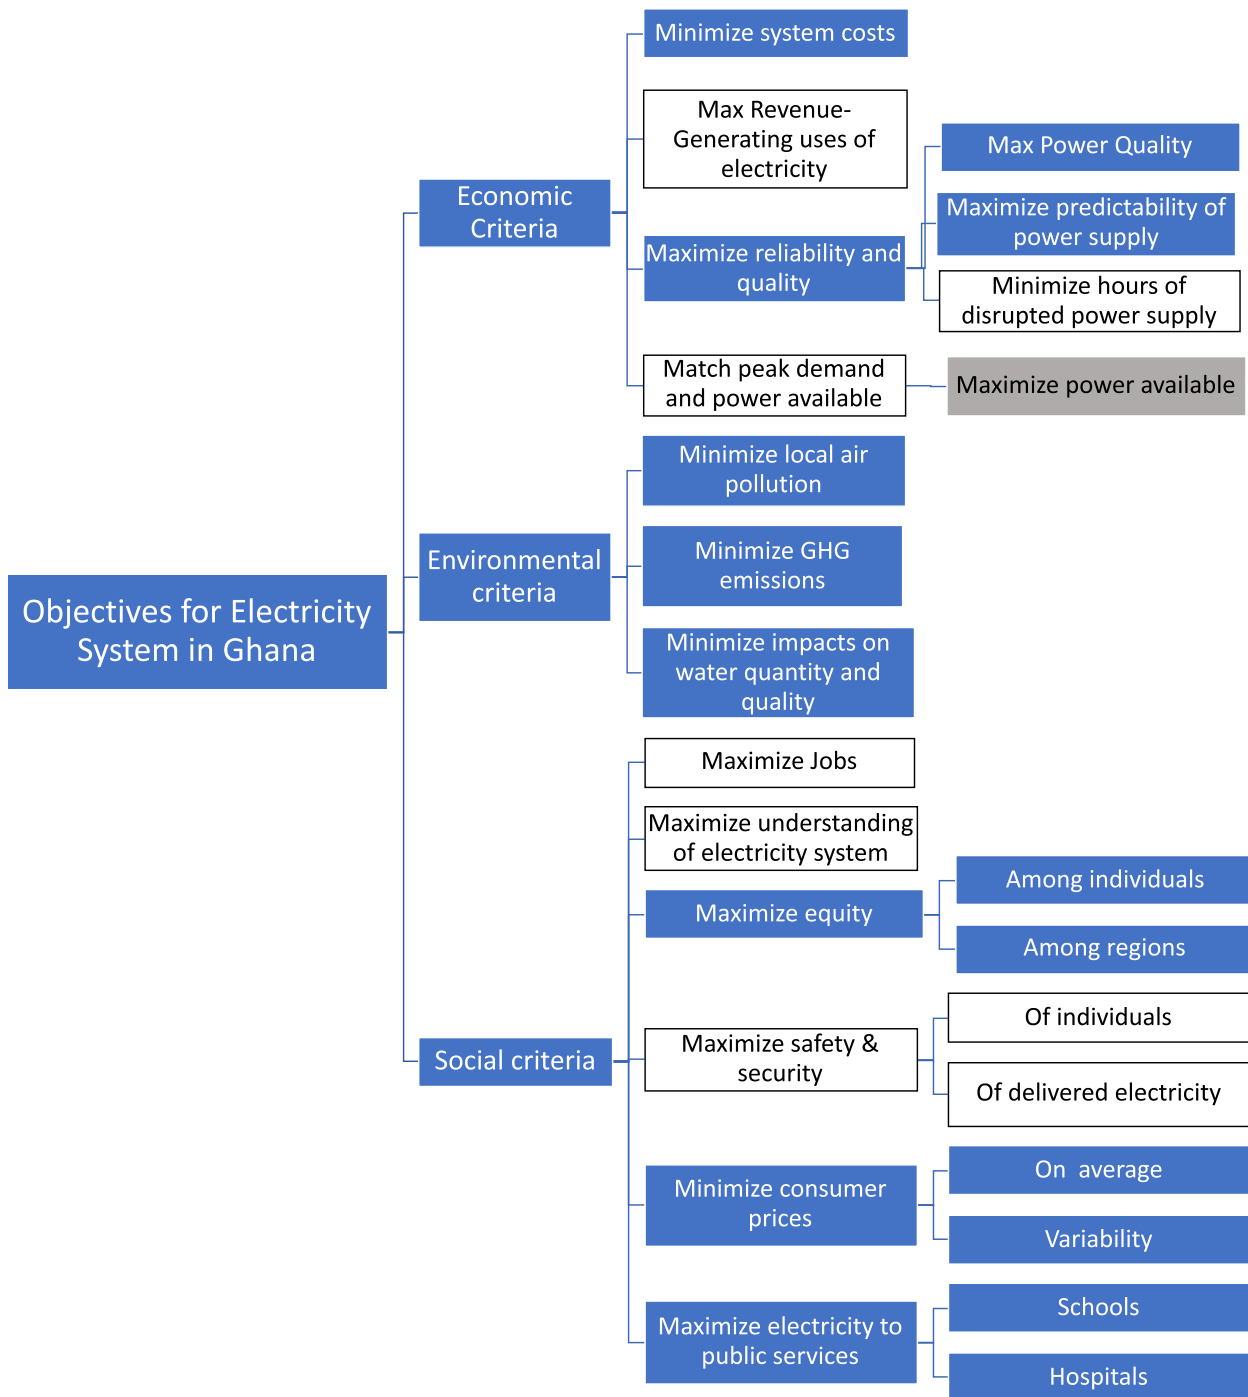 Objectives for Electricity
System in Ghana
Economic
Criteria
Minimize system costs
Max Revenue-
Generating uses of
electricity
Maximize reliability and
quality
Max Power Quality
Maximize predictability of
power supply
Minimize hours of
disrupted power supply
Match peak demand
and power available
Maximize power available
Environmental
criteria
Minimize local air
pollution
Minimize GHG
emissions
Minimize impacts on
water quantity and
quality
Social criteria
Maximize Jobs
Maximize understanding
of electricity system
Maximize equity
Among individuals
Among regions
Maximize safety &
security
Of individuals
Of delivered electricity
Minimize consumer
prices
On average
Variability
Maximize electricity to
public services
Schools
Hospitals